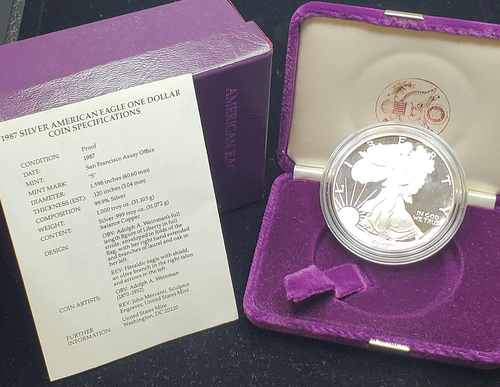 1987 SILVER AMERICAN EAGLE ONE DOLLAR
COIN SPECIFICATIONS
CONDITION: Proof
DATE: 1987
MINT: San Francisco Assay Office
MINT MARK: "S"
DIAMETER: 1.598 inches (40.60 mm)
THICKNESS (EST): .120 inches (3.04 mm)
COMPOSITION: 99.9% Silver
WEIGHT: 1.000 troy oz. (31.103 g)
CONTENT: Silver .999 troy oz. (31.072 g)
balance Copper
DESIGN: OBV: Adolph A. Weinman's full
length figure of Liberty in full
stride, enveloped in folds of the
flag, with her right hand extended
and branches of laurel and oak in
her left.
REV: Heraldic eagle with shield,
an olive branch in the right talon
and arrows in the left.
COIN ARTISTS: OBV: Adolph A. Weinman
(1870-1952).
REV: John Mercanti, Sculptor
Engraver, United States Mint.
FURTHER
INFORMATION: United States Mint
Washington, DC 20220
AMERICAN EAGLE
LIBERTY
IN GOD
WE TRUST